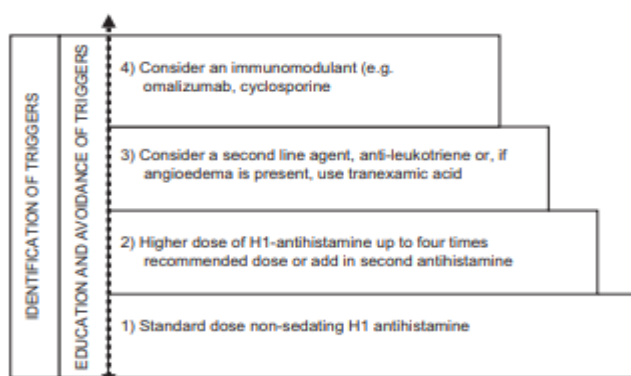 IDENTIFICATION OF TRIGGERS
EDUCATION AND AVOIDANCE OF TRIGGERS
4) Consider an immunomodulant (e.g.
omalizumab, cyclosporine
3) Consider a second line agent, anti-leukotriene or, if
angioedema is present, use tranexamic acid
2) Higher dose of H1-antihistamine up to four times
recommended dose or add in second antihistamine
1) Standard dose non-sedating H1 antihistamine